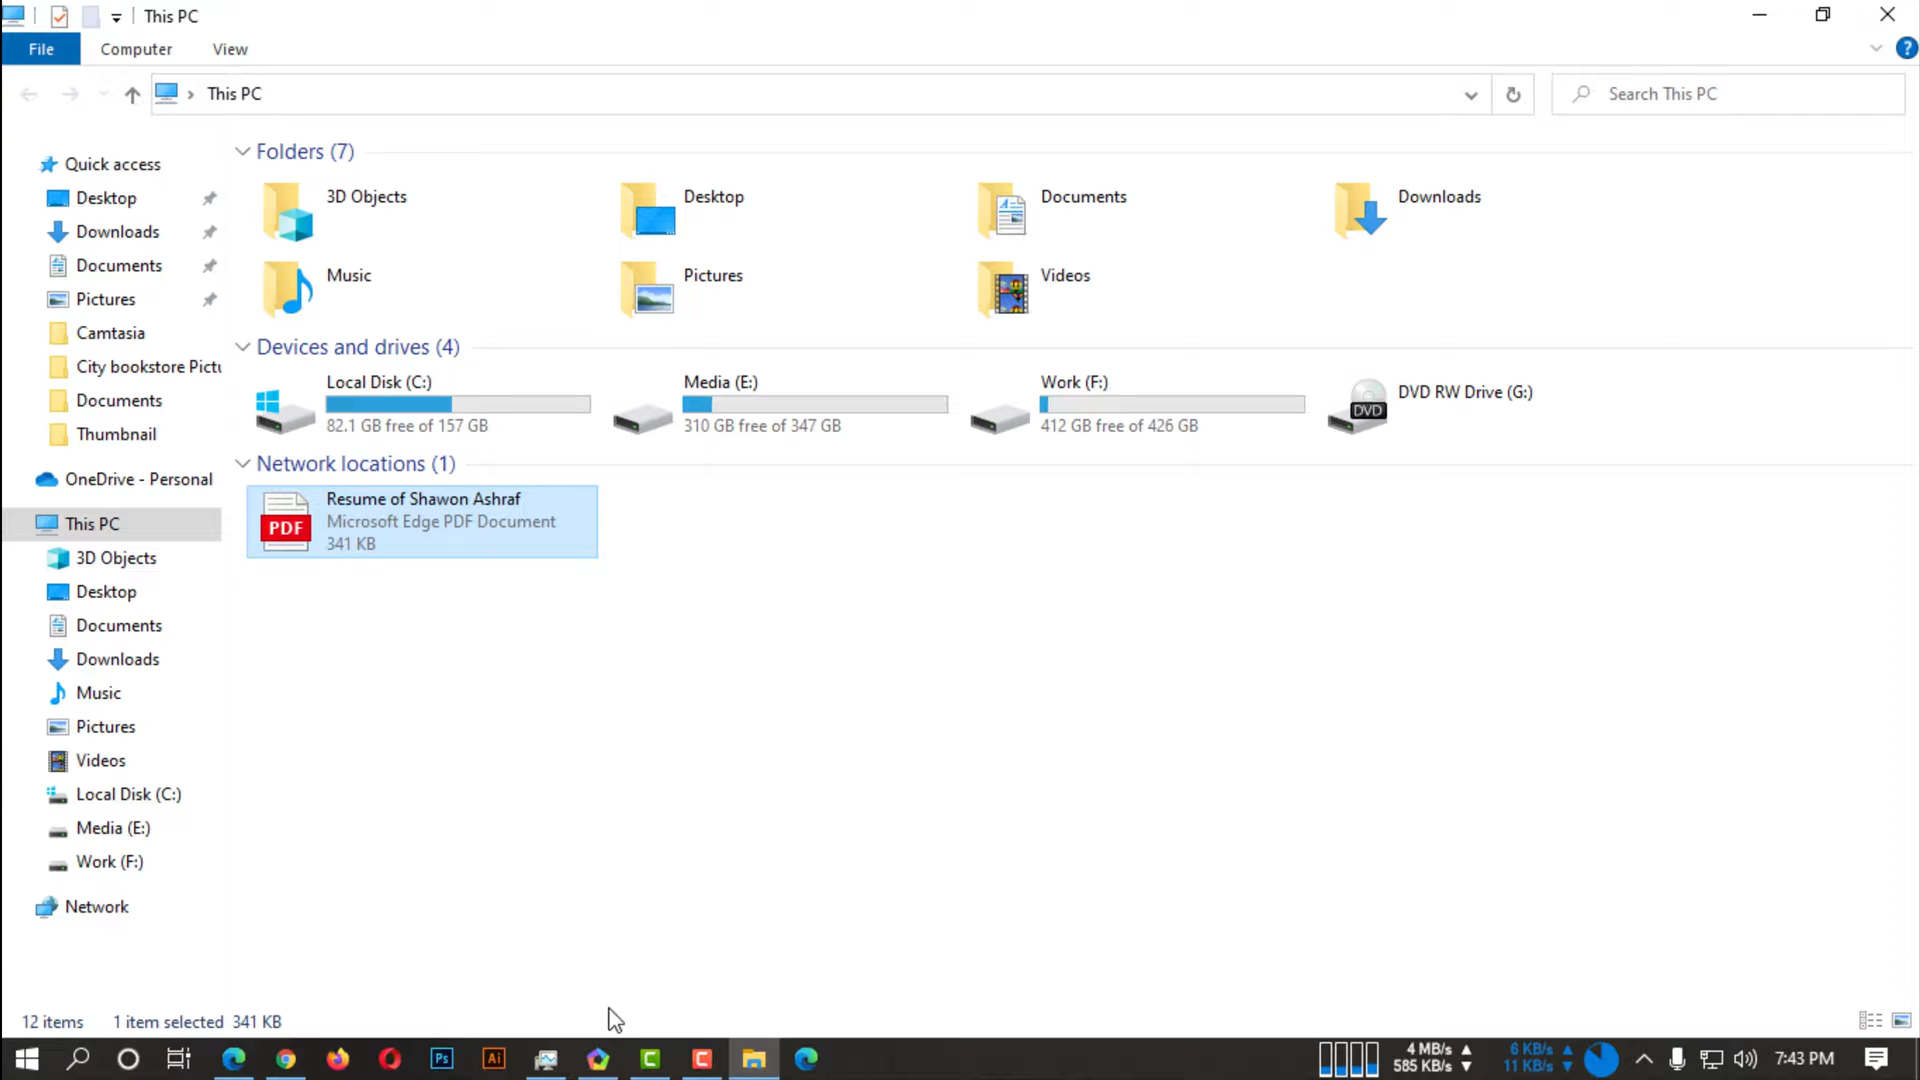 This PC
File Computer View
This PC
Search This PC
Quick access
Desktop
Downloads
Documents
Pictures
Camtasia
City bookstore Pictu
Documents
Thumbnail
OneDrive - Personal
This PC
3D Objects
Desktop
Documents
Downloads
Music
Pictures
Videos
Local Disk (C:)
Media (E:)
Work (F:)
Network
Folders (7)
3D Objects
Desktop
Documents
Downloads
Music
Pictures
Videos
Devices and drives (4)
Local Disk (C:)
82.1 GB free of 157 GB
Media (E:)
310 GB free of 347 GB
Work (F:)
412 GB free of 426 GB
DVD RW Drive (G:)
DVD
Network locations (1)
PDF
Resume of Shawon Ashraf
Microsoft Edge PDF Document
341 KB
12 items 1 item selected 341 KB
Ps
Ai
4 MB/s
585 KB/s
6 KB/s
11 KB/s
7:43 PM